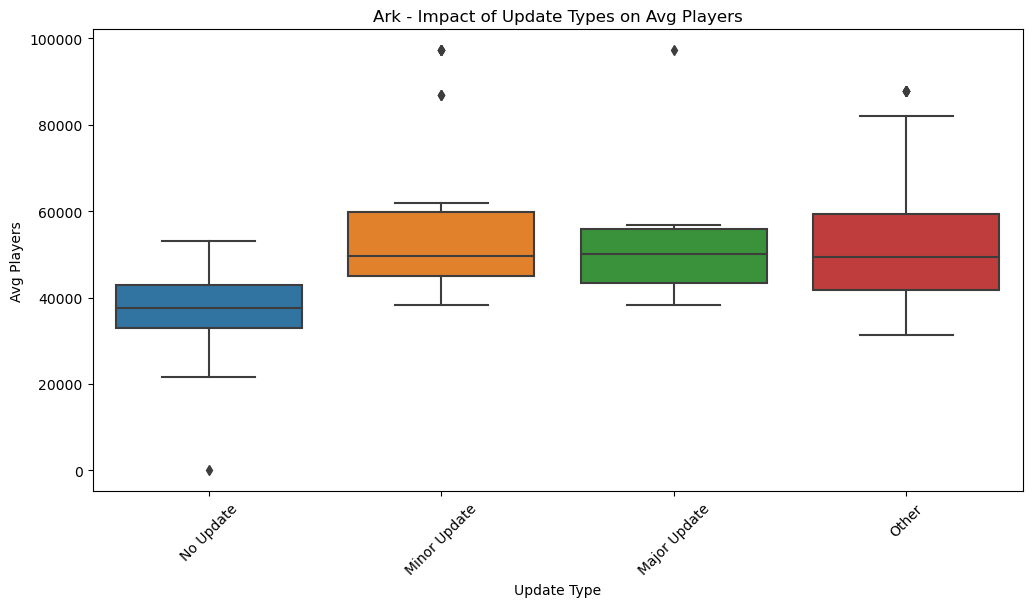 Ark - Impact of Update Types on Avg Players
100000
80000
60000
40000
20000
0
Avg Players
No Update
Minor Update
Major Update
Other
Update Type